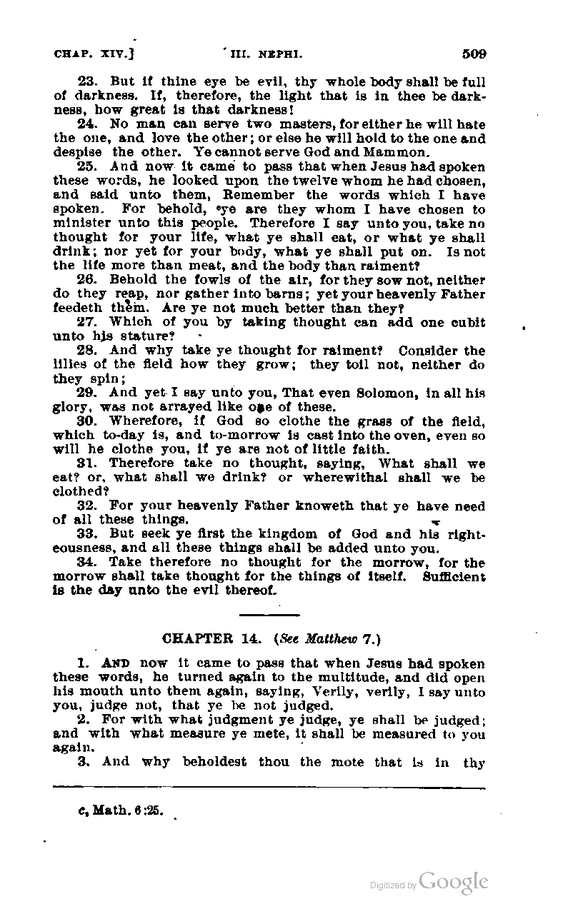 CHAP. XIV.] III. NEPHI. 509
23. But if thine eye be evil, thy whole body shall be full
of darkness. If, therefore, the light that is in thee be dark-
ness, how great is that darkness!
24. No man can serve two masters, for either he will hate
the one, and love the other; or else he will hold to the one and
despise the other. Ye cannot serve God and Mammon.
25. And now it came to pass that when Jesus had spoken
these words, he looked upon the twelve whom he had chosen,
and said unto them, Remember the words which I have
spoken. For behold, cye are they whom I have chosen to
minister unto this people. Therefore I say unto you, take no
thought for your life, what ye shall eat, or what ye shall
drink; nor yet for your body, what ye shall put on. Is not
the life more than meat, and the body than raiment?
26. Behold the fowls of the air, for they sow not, neither
do they reap, nor gather into barns; yet your heavenly Father
feedeth them. Are ye not much better than they?
27. Which of you by taking thought can add one cubit
unto his stature?
28. And why take ye thought for raiment? Consider the
lilies of the field how they grow; they toil not, neither do
they spin;
29. And yet I say unto you, That even Solomon, in all his
glory, was not arrayed like one of these.
30. Wherefore, if God so clothe the grass of the field,
which to-day is, and to-morrow is cast into the oven, even so
will he clothe you, if ye are not of little faith.
31. Therefore take no thought, saying, What shall we
eat? or, what shall we drink? or wherewithal shall we be
clothed?
32. For your heavenly Father knoweth that ye have need
of all these things.
33. But seek ye first the kingdom of God and his right-
eousness, and all these things shall be added unto you.
34. Take therefore no thought for the morrow, for the
morrow shall take thought for the things of itself. Sufficient
is the day unto the evil thereof.
CHAPTER 14. (See Matthew 7.)
1. AND now it came to pass that when Jesus had spoken
these words, he turned again to the multitude, and did open
his mouth unto them again, saying, Verily, verily, I say unto
you, judge not, that ye be not judged.
2. For with what judgment ye judge, ye shall be judged;
and with what measure ye mete, it shall be measured to you
again.
3. And why beholdest thou the mote that is in thy
c, Math. 6:25.
Digitized by Google